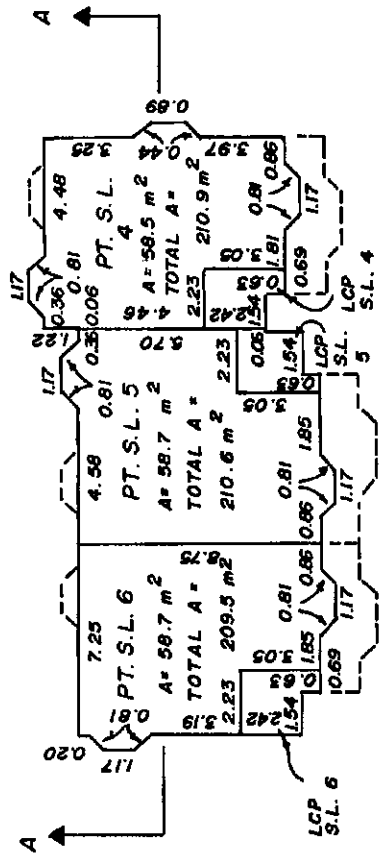 A
A
0.89
3.25
0.44
3.97
4.48
PT. S.L.
4
A= 58.5 m²
TOTAL A =
210.9 m²
1.17
0.81
0.36
0.06
1.22
4.46
2.23
3.05
0.63
2.42
1.54
1.81
0.81
0.86
1.17
0.69
LCP
S.L. 4
0.36
1.17
0.81
5.70
4.58
PT. S.L. 5
A= 58.7 m²
TOTAL A =
210.6 m²
2.23
3.05
0.05
1.54
0.63
LCP
S.L.
5
1.85
0.81
0.86
1.17
8.75
7.25
PT. S.L. 6
A= 58.7 m²
TOTAL A =
209.5 m²
0.20
0.81
1.17
3.19
2.23
3.05
0.63
2.42
1.54
1.85
0.81
0.86
1.17
0.69
LCP
S.L. 6